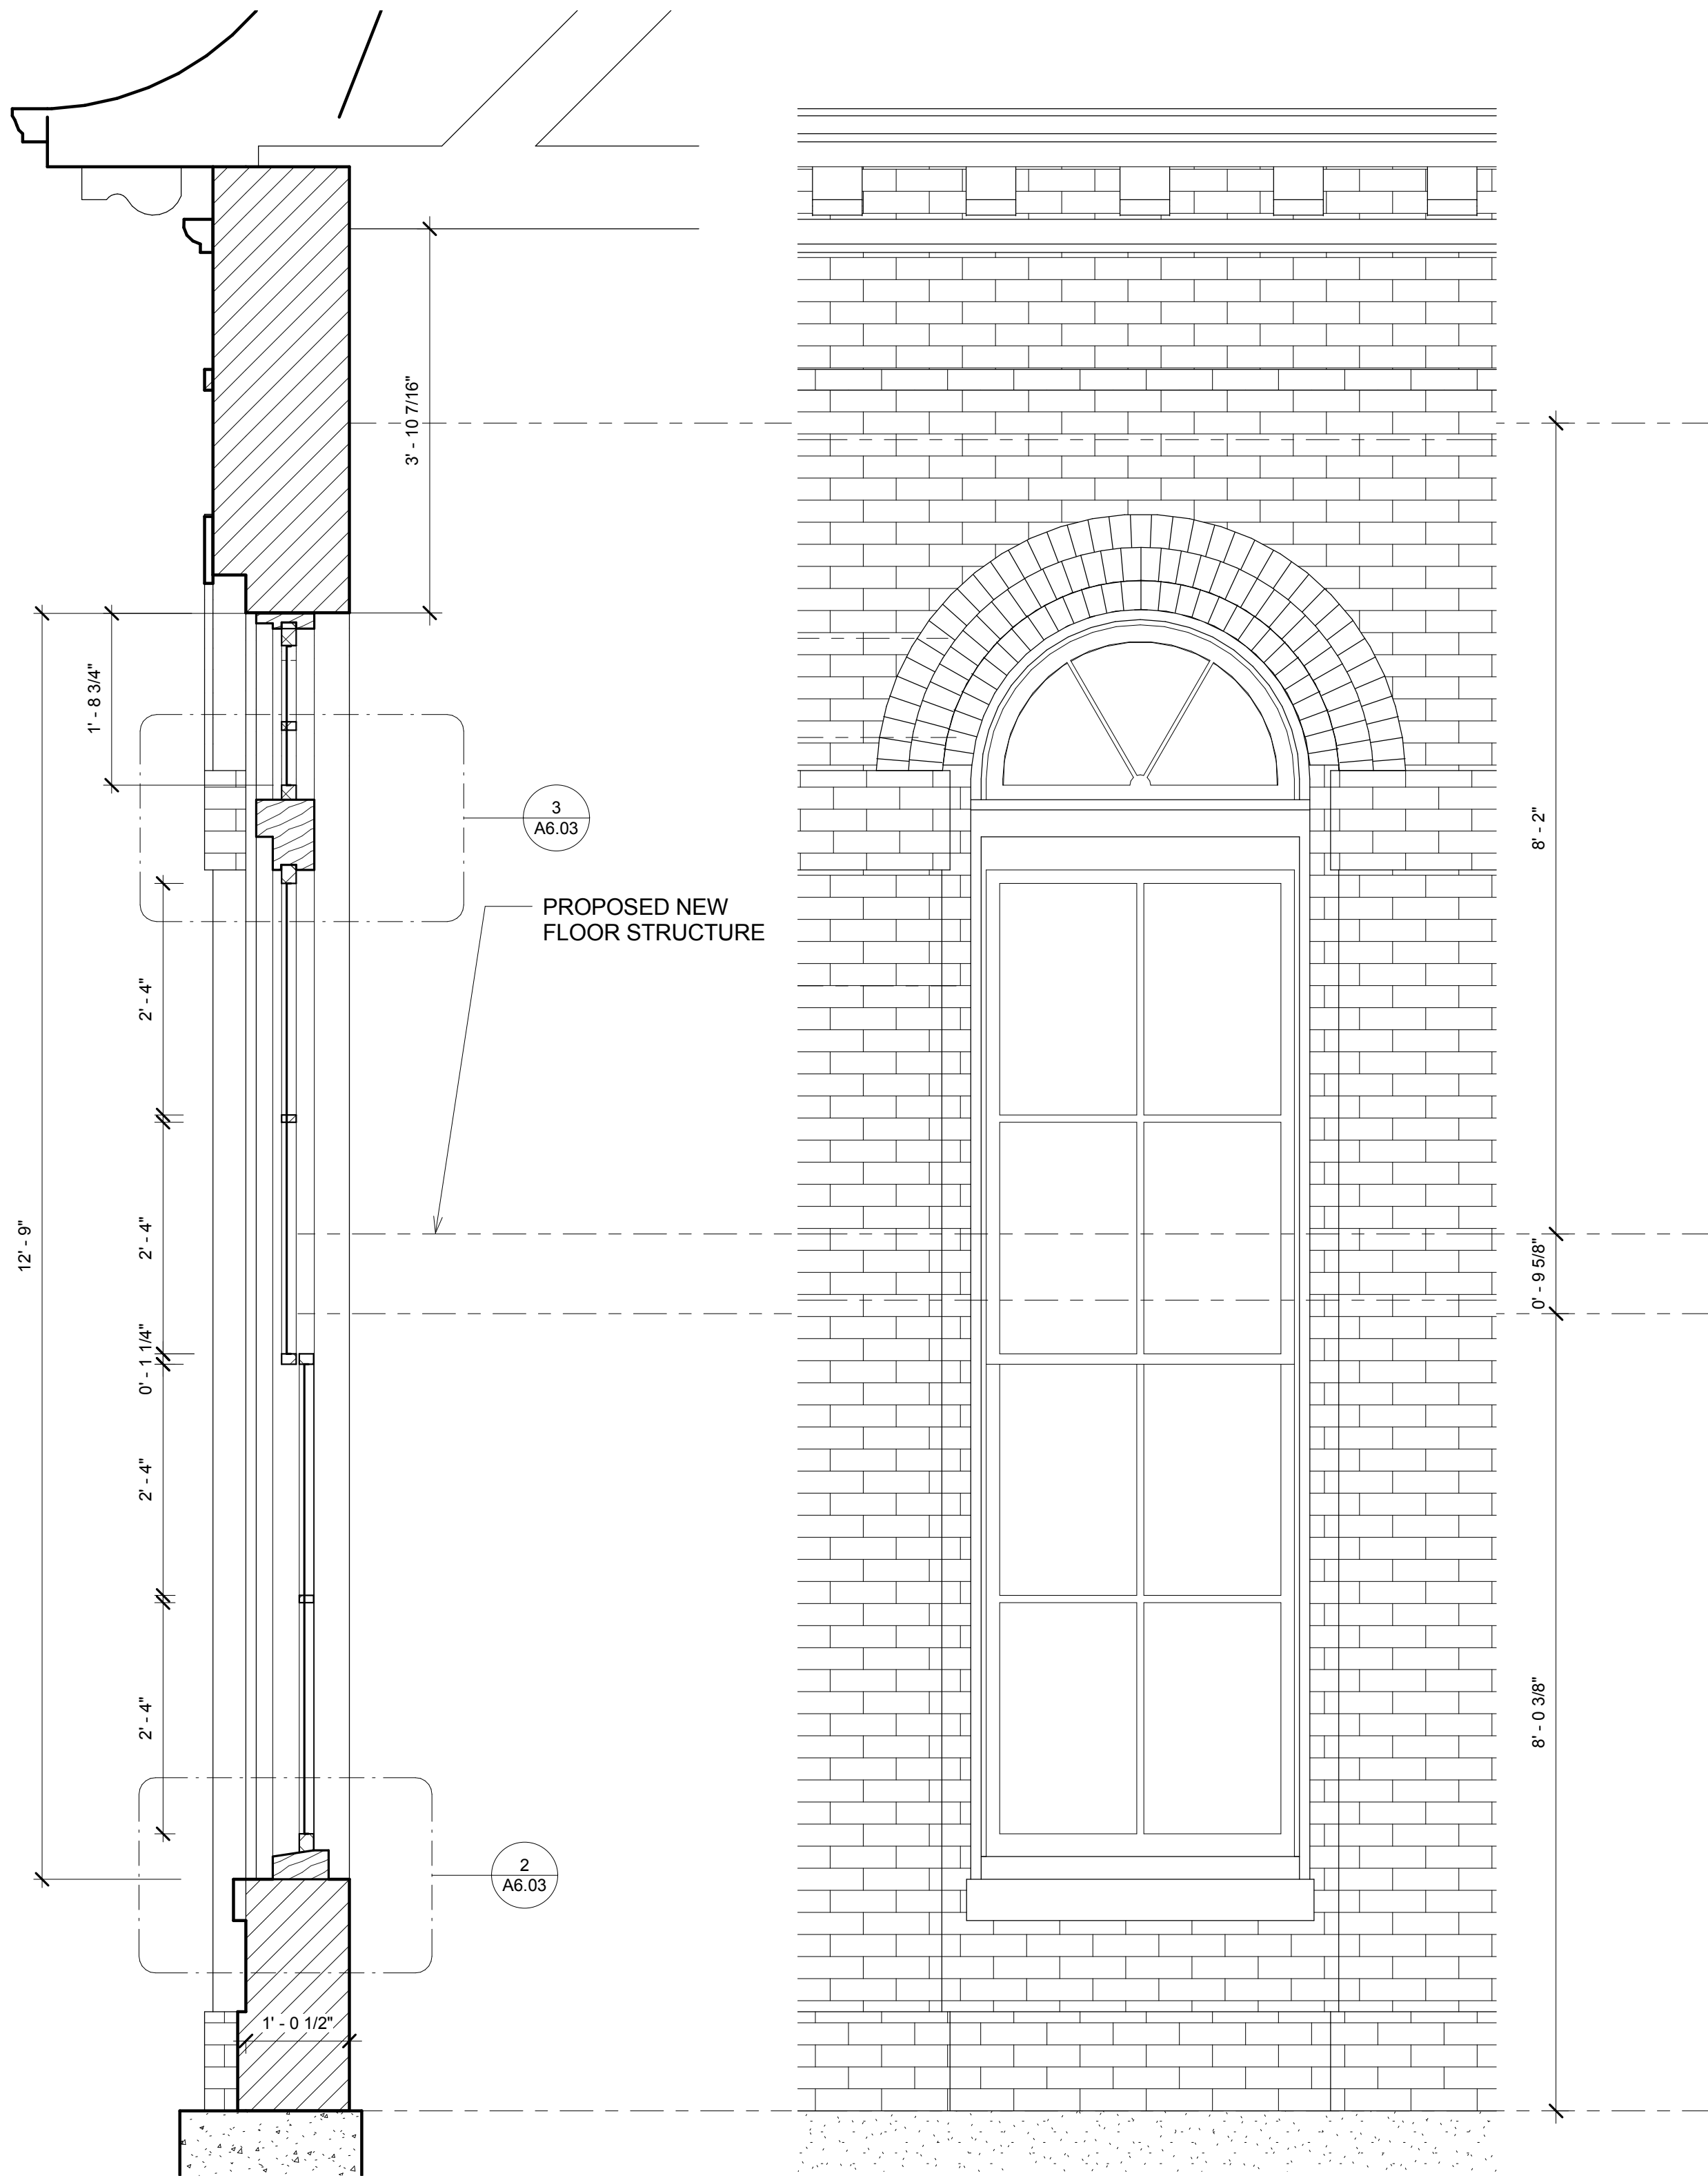 3' - 10 7/16"
1' - 8 3/4"
3
A6.03
8' - 2"
PROPOSED NEW
FLOOR STRUCTURE
2' - 4"
12' - 9"
2' - 4"
0' - 9 5/8"
0' - 1 1/4"
2' - 4"
2' - 4"
8' - 0 3/8"
2
A6.03
1' - 0 1/2"